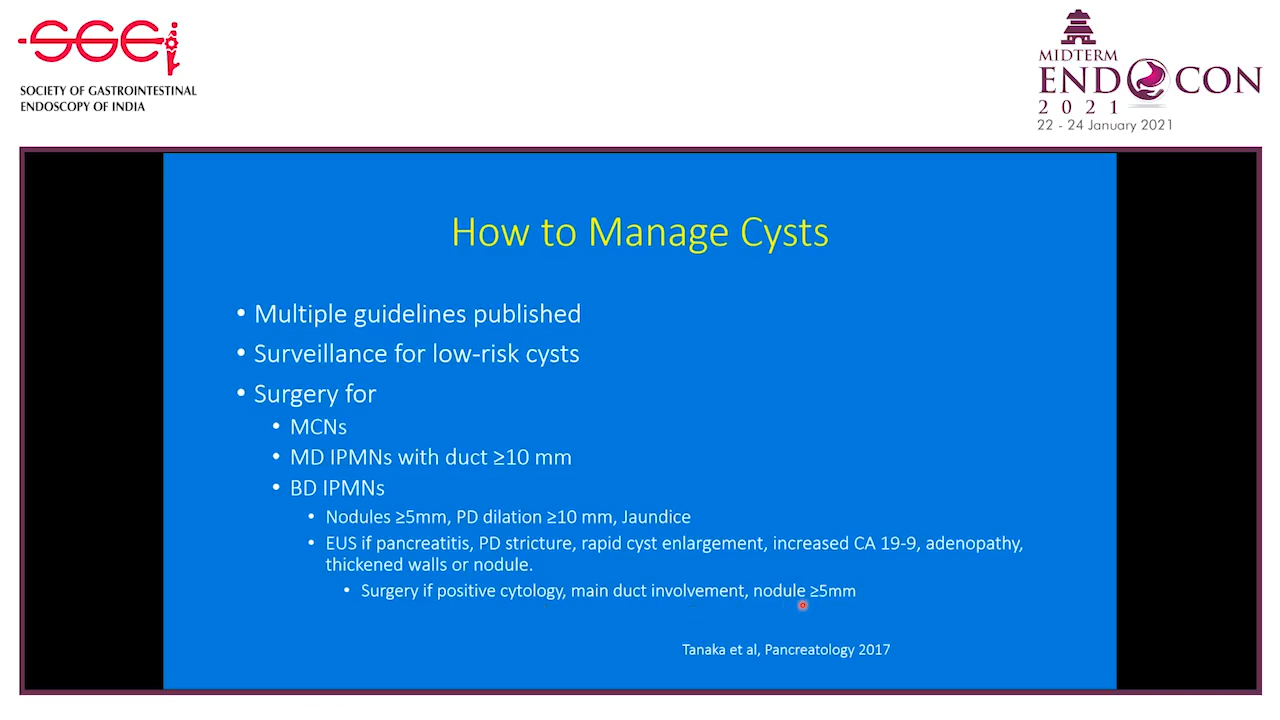 SGEi
SOCIETY OF GASTROINTESTINAL
ENDOSCOPY OF INDIA
MIDTERM
ENDOCON
2021
22 - 24 January 2021
How to Manage Cysts
• Multiple guidelines published
• Surveillance for low-risk cysts
• Surgery for
• MCNs
• MD IPMNs with duct ≥10 mm
• BD IPMNs
• Nodules ≥5mm, PD dilation ≥10 mm, Jaundice
• EUS if pancreatitis, PD stricture, rapid cyst enlargement, increased CA 19-9, adenopathy,
thickened walls or nodule.
• Surgery if positive cytology, main duct involvement, nodule ≥5mm
Tanaka et al, Pancreatology 2017